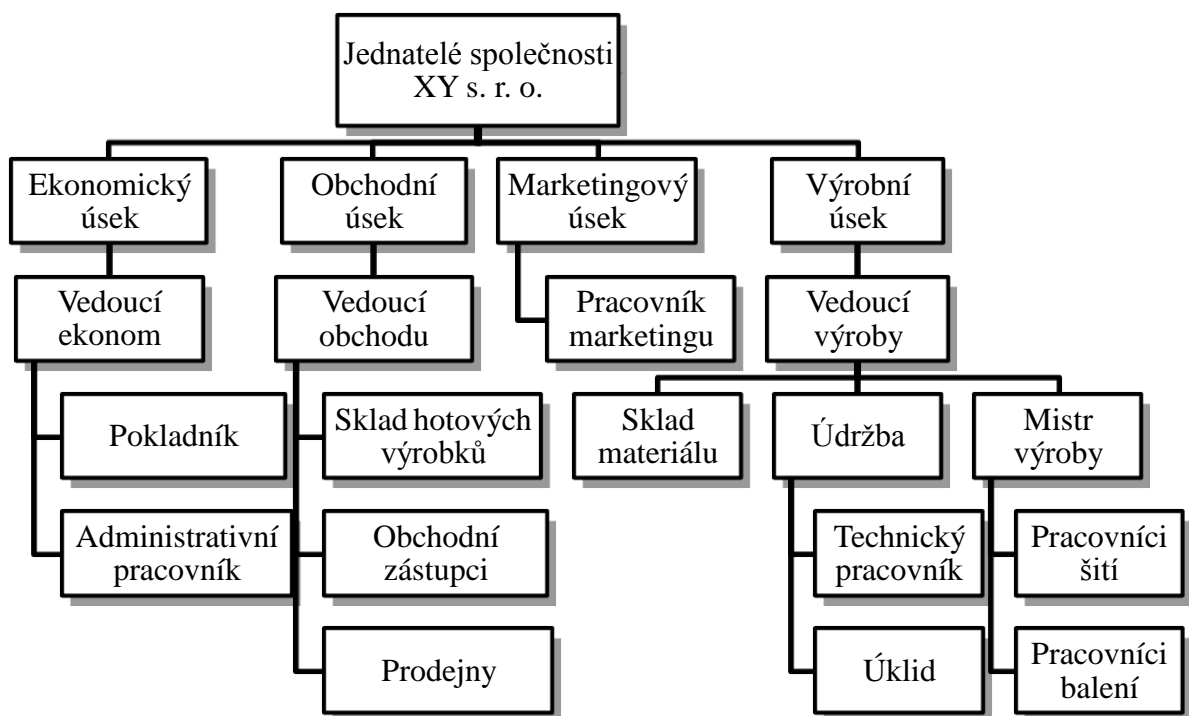 Jednatelé společnosti
XY s. r. o.
Ekonomický
úsek
Obchodní
úsek
Marketingový
úsek
Výrobní
úsek
Vedoucí
ekonom
Vedoucí
obchodu
Pracovník
marketingu
Vedoucí
výroby
Pokladník
Sklad hotových
výrobků
Sklad
materiálu
Údržba
Mistr
výroby
Administrativní
pracovník
Obchodní
zástupci
Technický
pracovník
Pracovníci
šití
Prodejny
Úklid
Pracovníci
balení